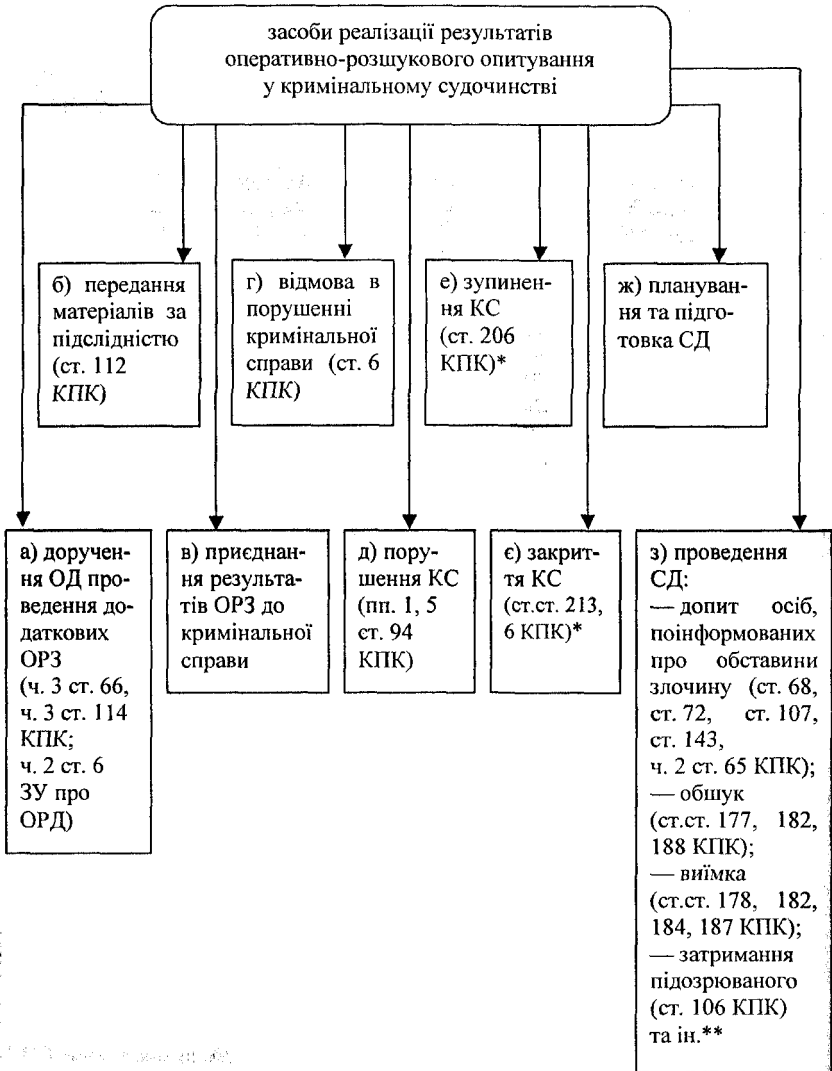 засоби реалізації результатів
оперативно-розшукового опитування
у кримінальному судочинстві
б) передання
матеріалів за
підслідністю
(ст. 112
КПК)
г) відмова в
порушенні
кримінальної
справи (ст. 6
КПК)
е) зупинен-
ня КС
(ст. 206
КПК)*
ж) плануван-
ня та підго-
товка СД
а) доручен-
ня ОД про-
ведення до-
даткових
ОРЗ
(ч. 3 ст. 66,
ч. 3 ст. 114
КПК;
ч. 2 ст. 6
ЗУ про
ОРД)
в) приєднан-
ня результа-
тів ОРЗ до
кримінальної
справи
д) пору-
шення КС
(пп. 1, 5
ст. 94
КПК)
є) закрит-
тя КС
(ст.ст. 213,
6 КПК)*
з) проведення
СД:
— допит осіб,
поінформованих
про обставини
злочину (ст. 68,
ст. 72, ст. 107,
ст. 143,
ч. 2 ст. 65 КПК);
— обшук
(ст.ст. 177, 182,
188 КПК);
— виїмка
(ст.ст. 178, 182,
184, 187 КПК);
— затримання
підозрюваного
(ст. 106 КПК)
та ін.**